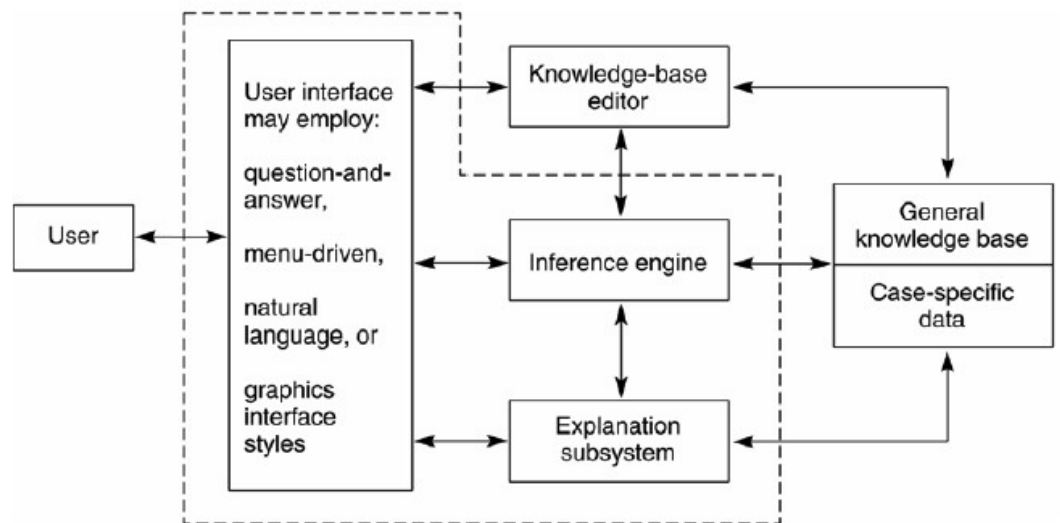 User
User interface
may employ:
question-and-
answer,
menu-driven,
natural
language, or
graphics
interface
styles
Knowledge-base
editor
Inference engine
Explanation
subsystem
General
knowledge base
Case-specific
data